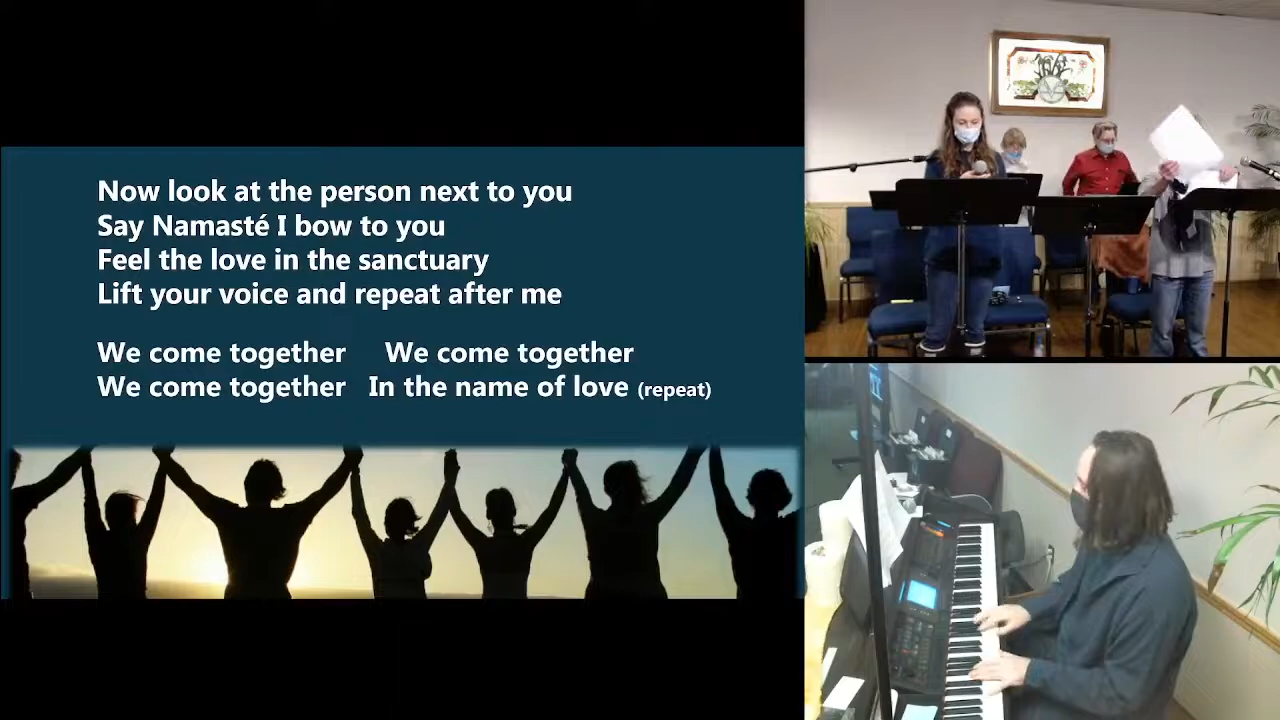 Now look at the person next to you
Say Namasté I bow to you
Feel the love in the sanctuary
Lift your voice and repeat after me
We come together We come together
We come together In the name of love (repeat)